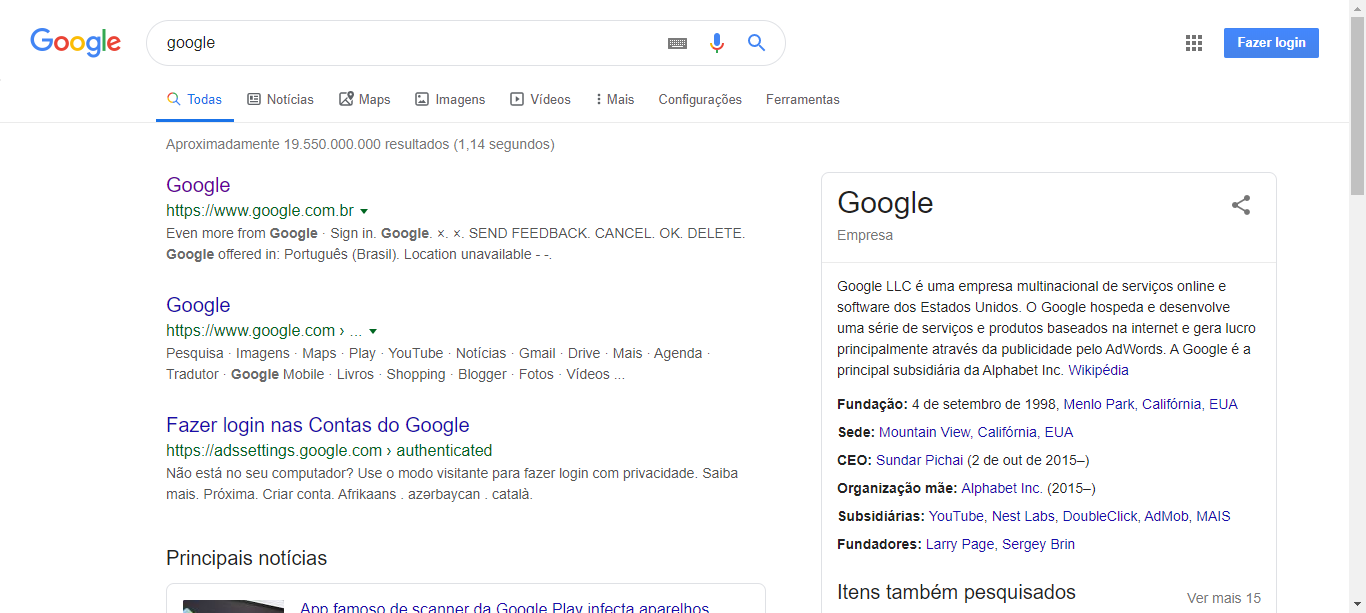 Google
google
Fazer login
Todas
Notícias
Maps
Imagens
Vídeos
Mais
Configurações
Ferramentas
Aproximadamente 19.550.000.000 resultados (1,14 segundos)
Google
https://www.google.com.br
Even more from Google · Sign in. Google. ×. ×. SEND FEEDBACK. CANCEL. OK. DELETE.
Google offered in: Português (Brasil). Location unavailable - -.
Google
https://www.google.com › ...
Pesquisa · Imagens · Maps · Play · YouTube · Notícias · Gmail · Drive · Mais · Agenda ·
Tradutor · Google Mobile · Livros · Shopping · Blogger · Fotos · Vídeos ...
Fazer login nas Contas do Google
https://adssettings.google.com › authenticated
Não está no seu computador? Use o modo visitante para fazer login com privacidade. Saiba
mais. Próxima. Criar conta. Afrikaans . azərbaycan . català.
Principais notícias
App famoso de scanner da Google Play infecta aparelhos
Google
Empresa
Google LLC é uma empresa multinacional de serviços online e
software dos Estados Unidos. O Google hospeda e desenvolve
uma série de serviços e produtos baseados na internet e gera lucro
principalmente através da publicidade pelo AdWords. A Google é a
principal subsidiária da Alphabet Inc. Wikipédia
Fundação: 4 de setembro de 1998, Menlo Park, Califórnia, EUA
Sede: Mountain View, Califórnia, EUA
CEO: Sundar Pichai (2 de out de 2015–)
Organização mãe: Alphabet Inc. (2015–)
Subsidiárias: YouTube, Nest Labs, DoubleClick, AdMob, MAIS
Fundadores: Larry Page, Sergey Brin
Itens também pesquisados
Ver mais 15